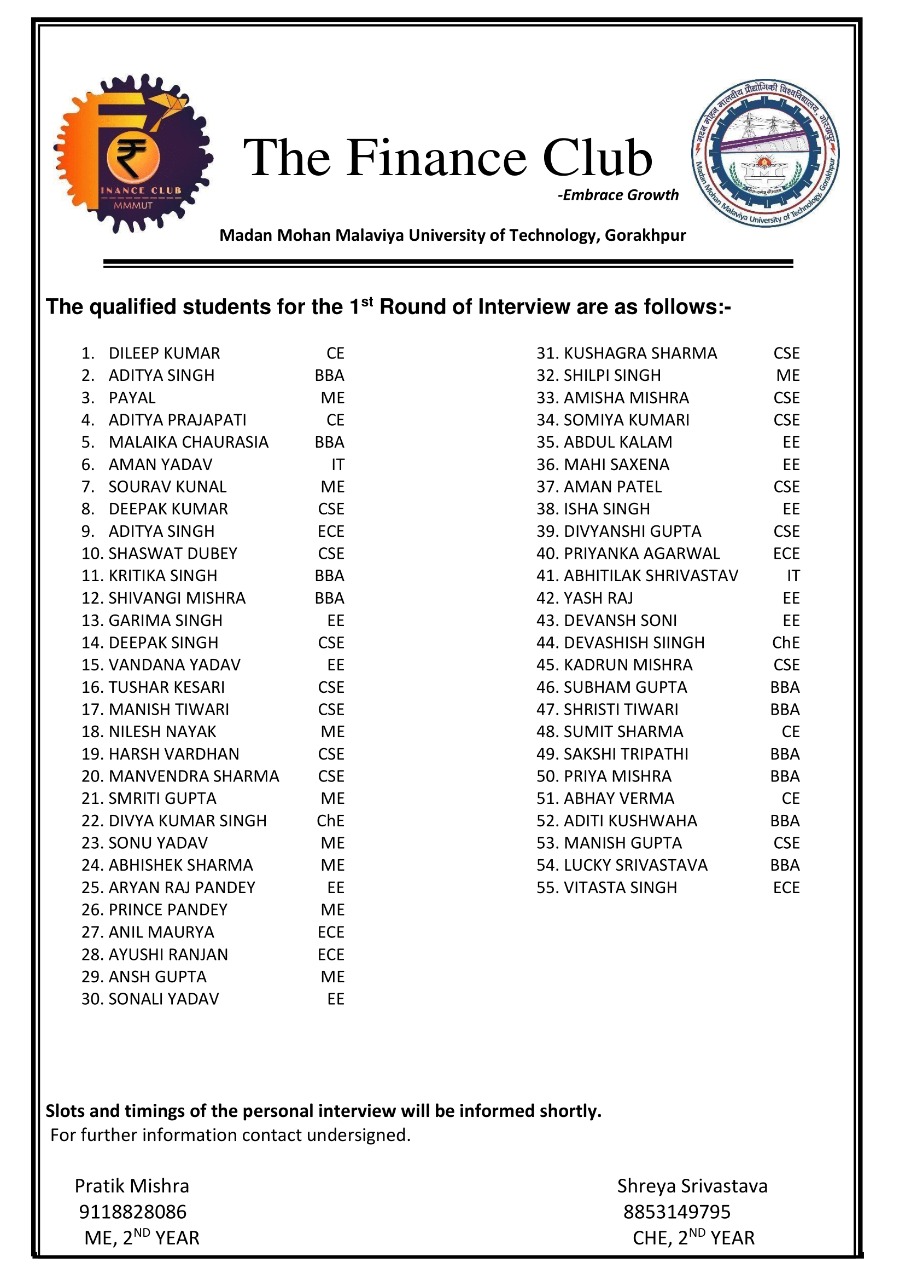 FINANCE CLUB
MMMUT
The Finance Club
-Embrace Growth
मदन मोहन मालवीय प्रौद्योगिकी विश्वविद्यालय, गोरखपुर
Madan Mohan Malaviya University of Technology, Gorakhpur
Madan Mohan Malaviya University of Technology, Gorakhpur
The qualified students for the 1st Round of Interview are as follows:-
1. DILEEP KUMAR CE
2. ADITYA SINGH BBA
3. PAYAL ME
4. ADITYA PRAJAPATI CE
5. MALAIKA CHAURASIA BBA
6. AMAN YADAV IT
7. SOURAV KUNAL ME
8. DEEPAK KUMAR CSE
9. ADITYA SINGH ECE
10. SHASWAT DUBEY CSE
11. KRITIKA SINGH BBA
12. SHIVANGI MISHRA BBA
13. GARIMA SINGH EE
14. DEEPAK SINGH CSE
15. VANDANA YADAV EE
16. TUSHAR KESARI CSE
17. MANISH TIWARI CSE
18. NILESH NAYAK ME
19. HARSH VARDHAN CSE
20. MANVENDRA SHARMA CSE
21. SMRITI GUPTA ME
22. DIVYA KUMAR SINGH ChE
23. SONU YADAV ME
24. ABHISHEK SHARMA ME
25. ARYAN RAJ PANDEY EE
26. PRINCE PANDEY ME
27. ANIL MAURYA ECE
28. AYUSHI RANJAN ECE
29. ANSH GUPTA ME
30. SONALI YADAV EE
31. KUSHAGRA SHARMA CSE
32. SHILPI SINGH ME
33. AMISHA MISHRA CSE
34. SOMIYA KUMARI CSE
35. ABDUL KALAM EE
36. MAHI SAXENA EE
37. AMAN PATEL CSE
38. ISHA SINGH EE
39. DIVYANSHI GUPTA CSE
40. PRIYANKA AGARWAL ECE
41. ABHITILAK SHRIVASTAV IT
42. YASH RAJ EE
43. DEVANSH SONI EE
44. DEVASHISH SIINGH ChE
45. KADRUN MISHRA CSE
46. SUBHAM GUPTA BBA
47. SHRISTI TIWARI BBA
48. SUMIT SHARMA CE
49. SAKSHI TRIPATHI BBA
50. PRIYA MISHRA BBA
51. ABHAY VERMA CE
52. ADITI KUSHWAHA BBA
53. MANISH GUPTA CSE
54. LUCKY SRIVASTAVA BBA
55. VITASTA SINGH ECE
Slots and timings of the personal interview will be informed shortly.
For further information contact undersigned.
Pratik Mishra
9118828086
ME, 2ND YEAR
Shreya Srivastava
8853149795
CHE, 2ND YEAR